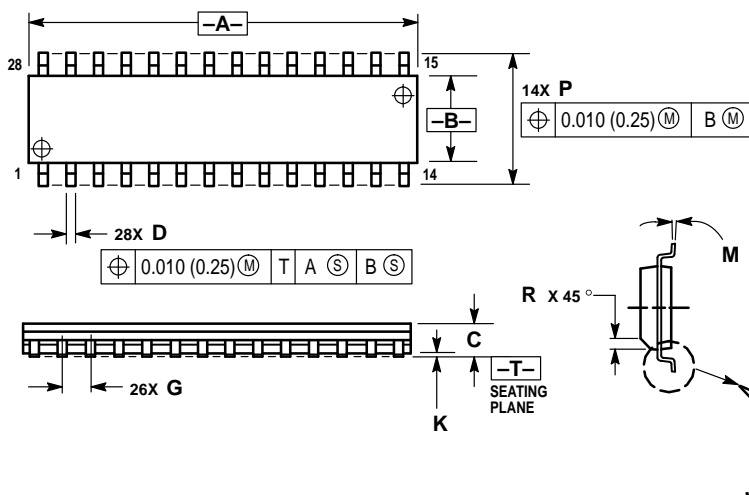 –A–
28
15
14X P
⌖ 0.010 (0.25) Ⓜ B Ⓜ
–B–
1
14
28X D
⌖ 0.010 (0.25) Ⓜ T A Ⓢ B Ⓢ
M
R X 45°
C
26X G
–T–
SEATING
PLANE
K